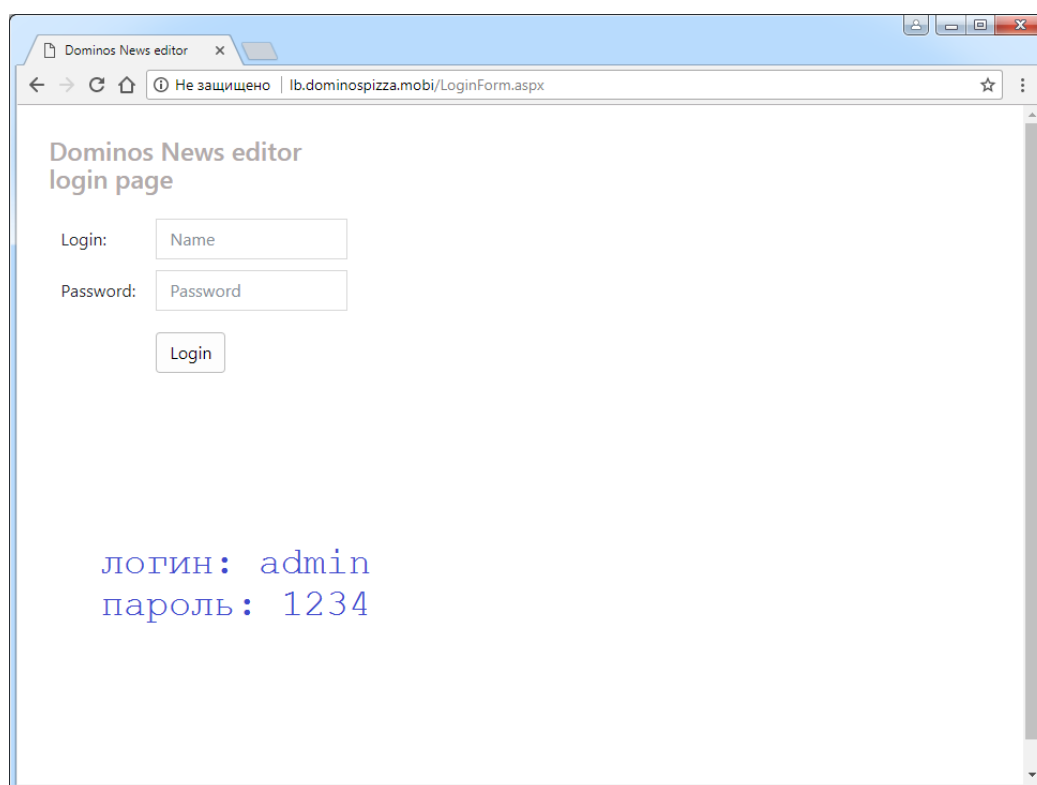 Dominos News editor
Не защищено | lb.dominospizza.mobi/LoginForm.aspx
Dominos News editor
login page
Login: Name
Password: Password
Login
логин: admin
пароль: 1234